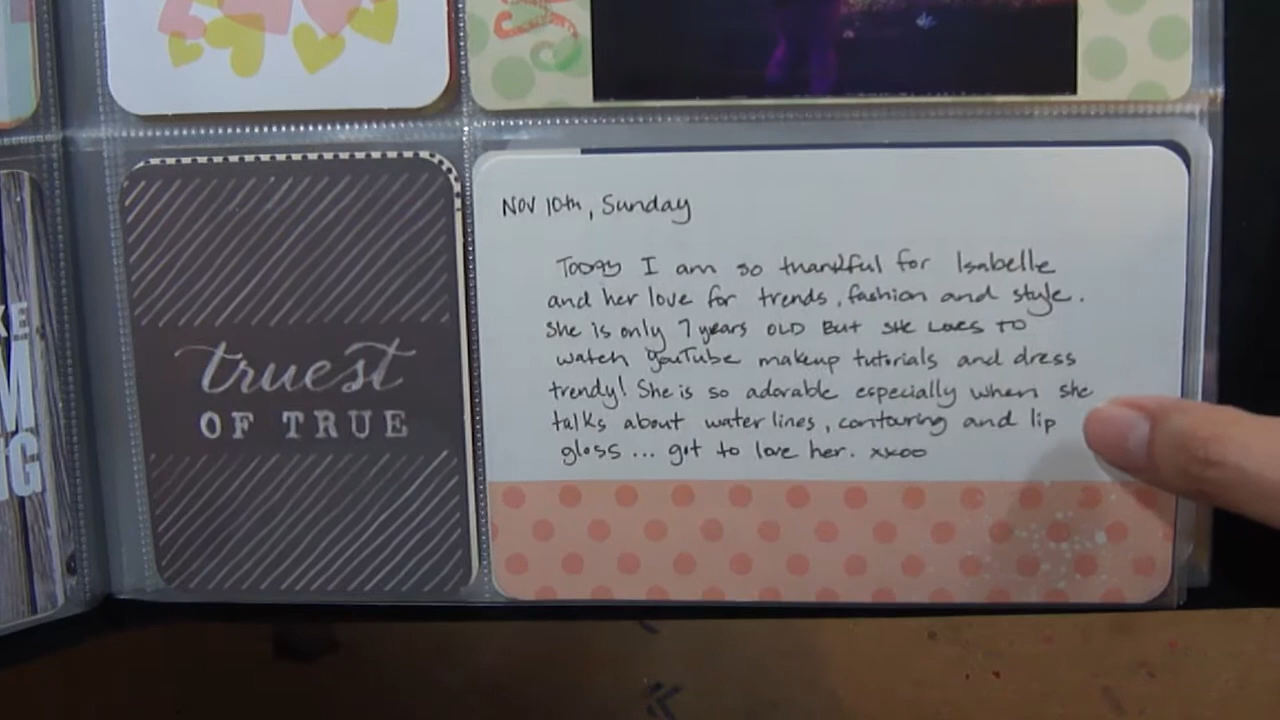 truest
OF TRUE
Nov 10th, Sunday
Today I am so thankful for Isabelle
and her love for trends, fashion and style.
She is only 7 years OLD But SHE Loves TO
watch YouTube makeup tutorials and dress
trendy! She is so adorable especially when she
talks about water lines, contouring and lip
gloss... got to love her. xxoo